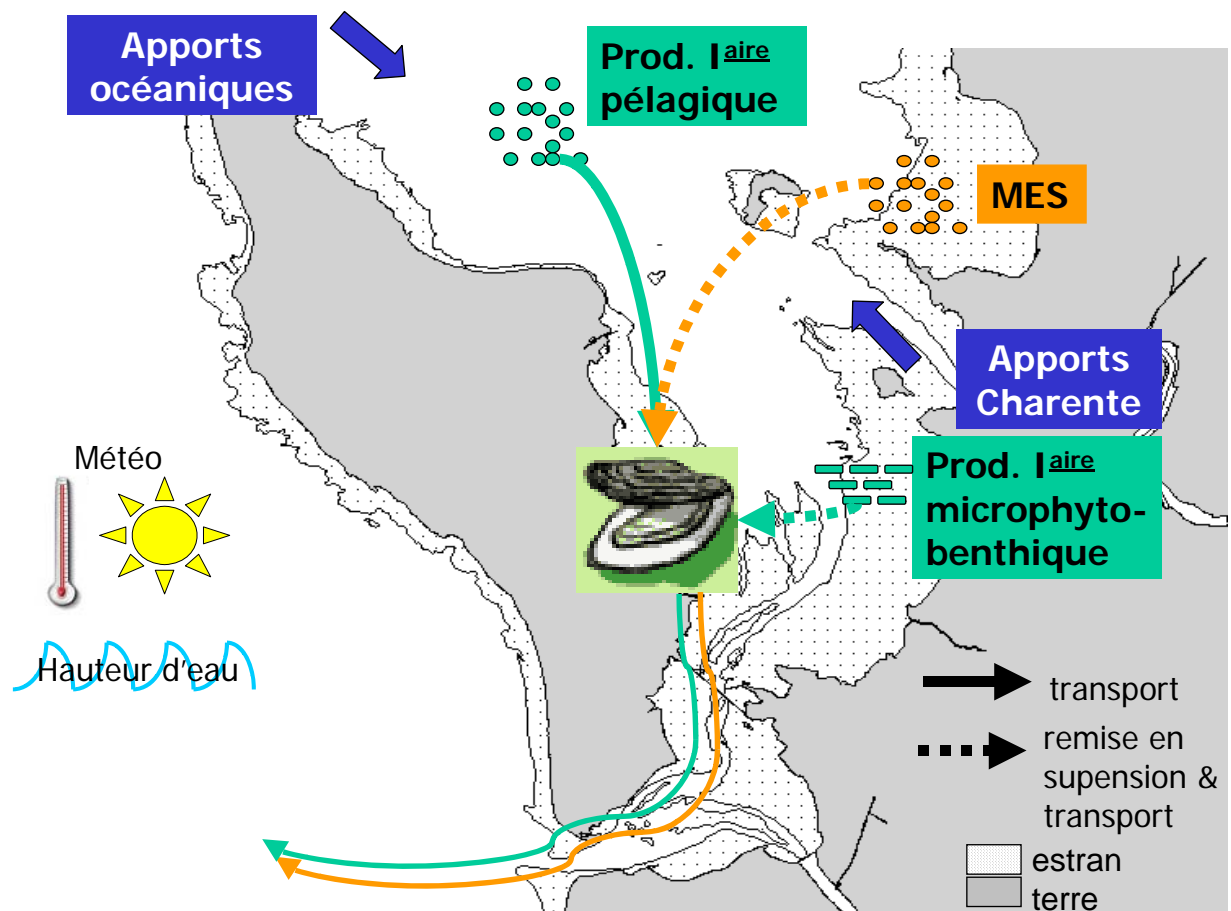 Apports
océaniques
Prod. Iaire
pélagique
MES
Apports
Charente
Prod. Iaire
microphyto-
benthique
Météo
Hauteur d'eau
transport
remise en
supension &
transport
estran
terre